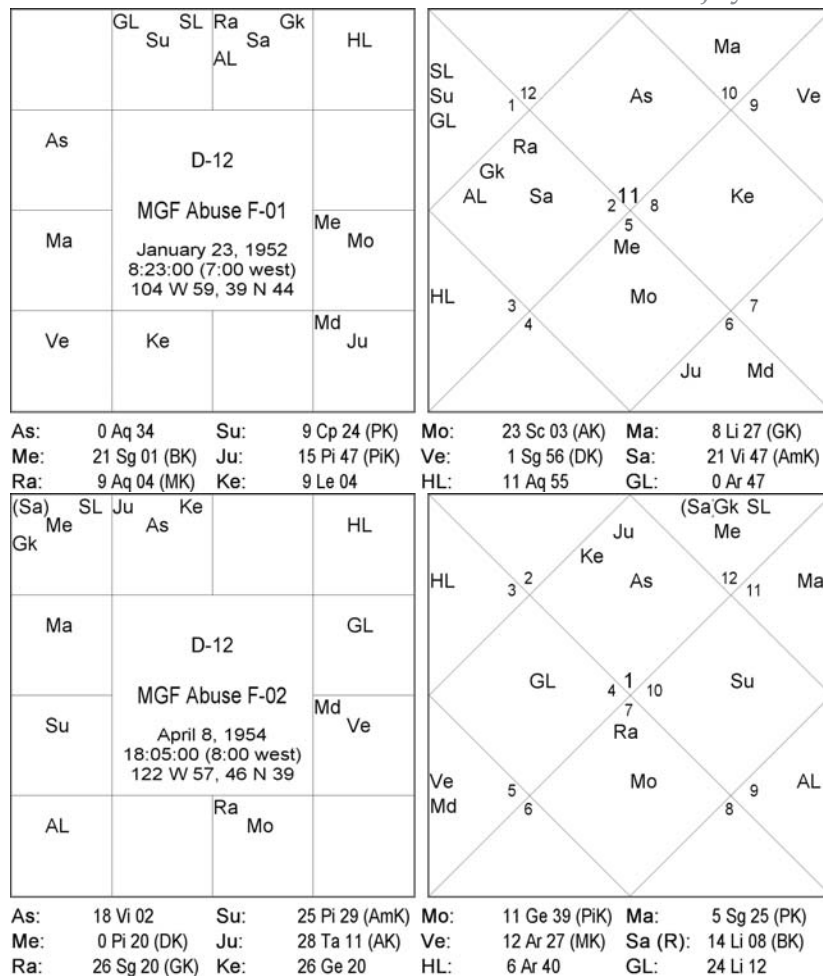 GL SL Ra Gk
Su Sa HL
AL
As
D-12
MGF Abuse F-01
Me
Ma January 23, 1952 Mo
8:23:00 (7:00 west)
104 W 59, 39 N 44
Md
Ve Ke Ju
Ma
SL
Su 12 As 10 Ve
GL 1 9
Ra
Gk
AL Sa 2 11 8 Ke
5
Me
HL 3 Mo 7
4 6
Ju Md
As: 0 Aq 34 Su: 9 Cp 24 (PK) Mo: 23 Sc 03 (AK) Ma: 8 Li 27 (GK)
Me: 21 Sg 01 (BK) Ju: 15 Pi 47 (PiK) Ve: 1 Sg 56 (DK) Sa: 21 Vi 47 (AmK)
Ra: 9 Aq 04 (MK) Ke: 9 Le 04 HL: 11 Aq 55 GL: 0 Ar 47
(Sa) SL Ju Ke
Me As HL
Gk
Ma GL
D-12
MGF Abuse F-02
Md
Su April 8, 1954 Ve
18:05:00 (8:00 west)
122 W 57, 46 N 39
Ra
AL Mo
(Sa)Gk SL
Ju Me
Ke
HL 3 2 As 12 11 Ma
GL 4 1 10 Su
7
Ra
Ve 5 Mo 9 AL
Md 6 8
As: 18 Vi 02 Su: 25 Pi 29 (AmK) Mo: 11 Ge 39 (PiK) Ma: 5 Sg 25 (PK)
Me: 0 Pi 20 (DK) Ju: 28 Ta 11 (AK) Ve: 12 Ar 27 (MK) Sa (R): 14 Li 08 (BK)
Ra: 26 Sg 20 (GK) Ke: 26 Ge 20 HL: 6 Ar 40 GL: 24 Li 12